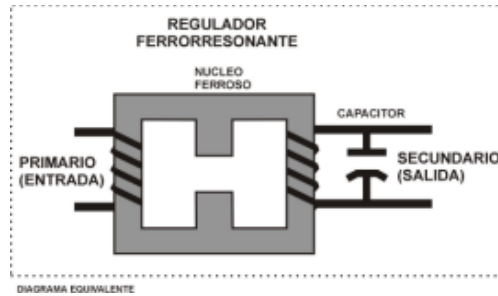 REGULADOR
FERRORRESONANTE
NUCLEO
FERROSO
CAPACITOR
PRIMARIO
(ENTRADA)
SECUNDARIO
(SALIDA)
DIAGRAMA EQUIVALENTE